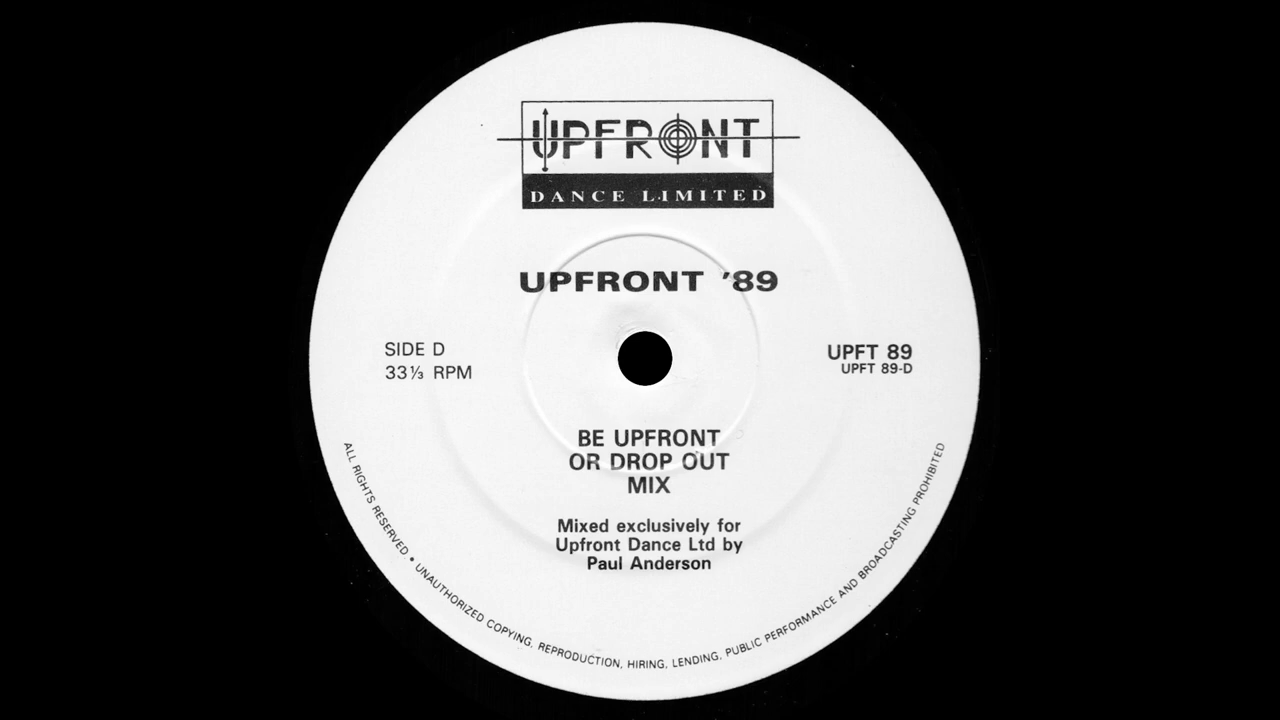 UPFRONT
DANCE LIMITED
UPFRONT '89
SIDE D
33⅓ RPM
UPFT 89
UPFT 89-D
BE UPFRONT
OR DROP OUT
MIX
Mixed exclusively for
Upfront Dance Ltd by
Paul Anderson
ALL RIGHTS RESERVED • UNAUTHORIZED COPYING, REPRODUCTION, HIRING, LENDING, PUBLIC PERFORMANCE AND BROADCASTING PROHIBITED